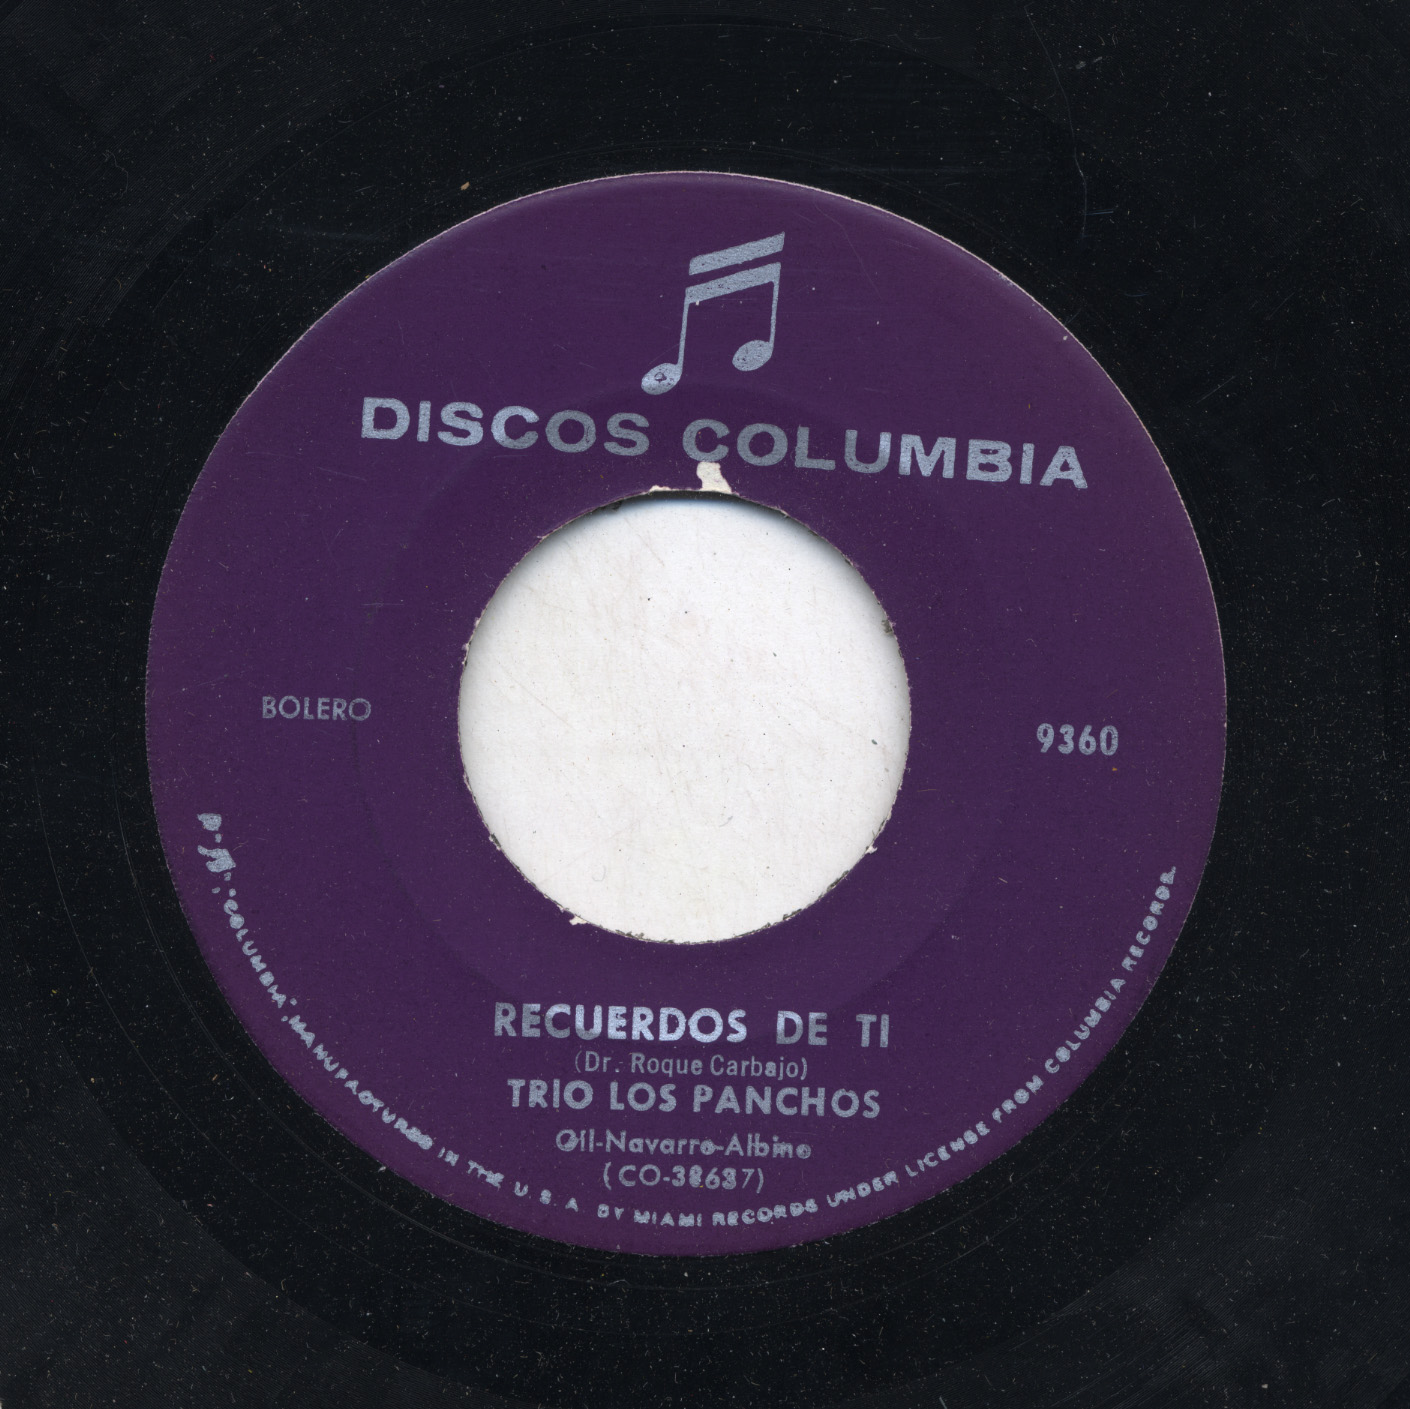 DISCOS COLUMBIA
BOLERO
9360
RECUERDOS DE TI
(Dr. Roque Carbajo)
TRIO LOS PANCHOS
Gil-Navarro-Albino
(CO-38637)
"COLUMBIA", MANUFACTURED IN THE U.S.A. BY MIAMI RECORDS UNDER LICENSE FROM COLUMBIA RECORDS.